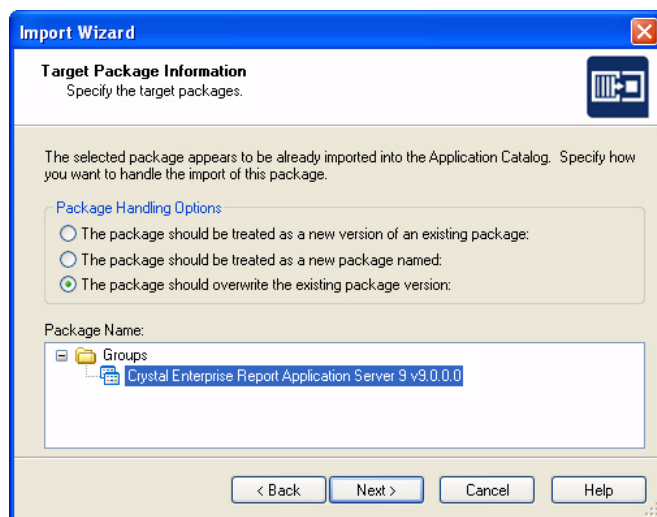 Import Wizard
Target Package Information
Specify the target packages.
The selected package appears to be already imported into the Application Catalog. Specify how
you want to handle the import of this package.
Package Handling Options
The package should be treated as a new version of an existing package:
The package should be treated as a new package named:
The package should overwrite the existing package version:
Package Name:
Groups
Crystal Enterprise Report Application Server 9 v9.0.0.0
< Back Next > Cancel Help